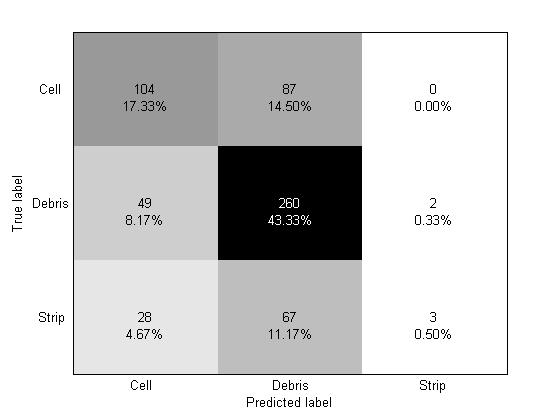 Cell
104
17.33%
87
14.50%
0
0.00%
True label
Debris
49
8.17%
260
43.33%
2
0.33%
Strip
28
4.67%
67
11.17%
3
0.50%
Cell
Debris
Strip
Predicted label